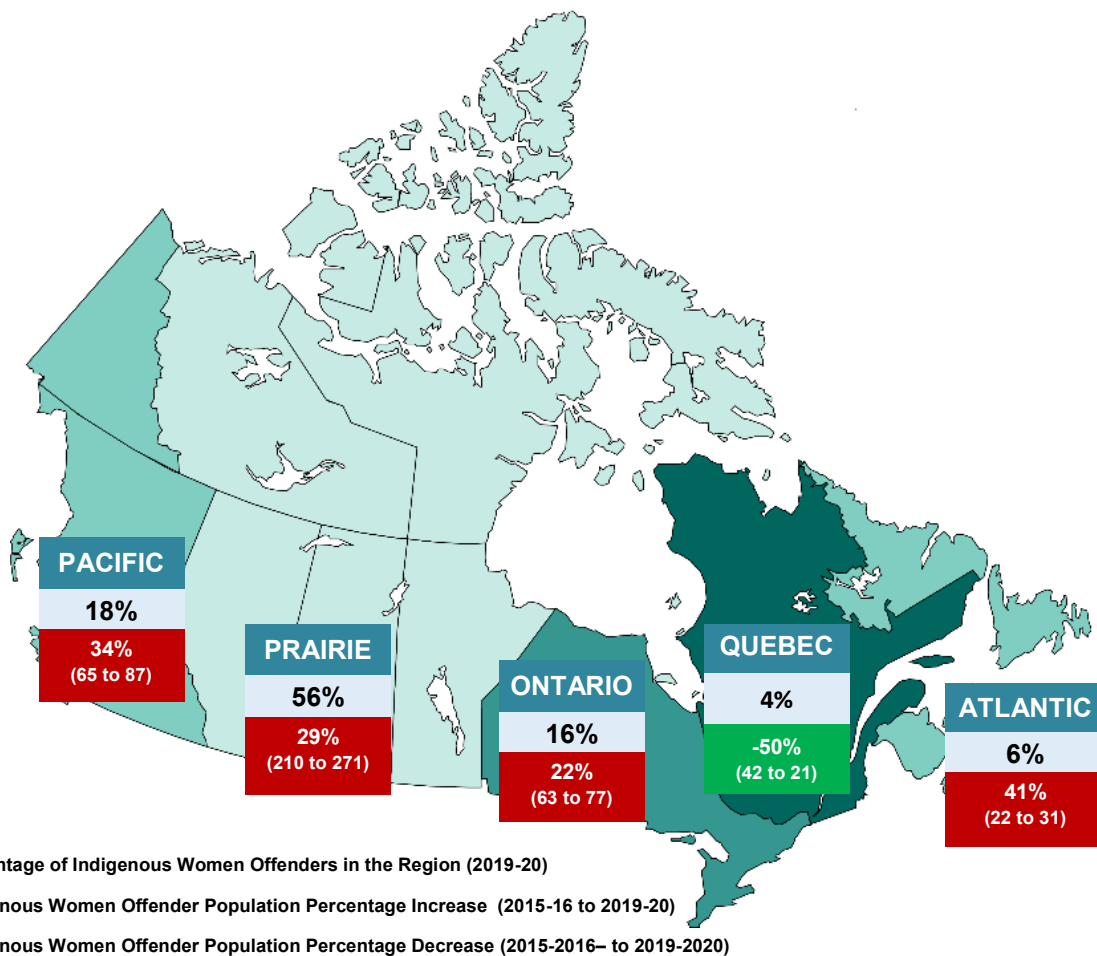 PACIFIC
18%
34%
(65 to 87)
PRAIRIE
56%
29%
(210 to 271)
ONTARIO
16%
22%
(63 to 77)
QUEBEC
4%
-50%
(42 to 21)
ATLANTIC
6%
41%
(22 to 31)
ntage of Indigenous Women Offenders in the Region (2019-20)
nous Women Offender Population Percentage Increase (2015-16 to 2019-20)
nous Women Offender Population Percentage Decrease (2015-2016– to 2019-2020)